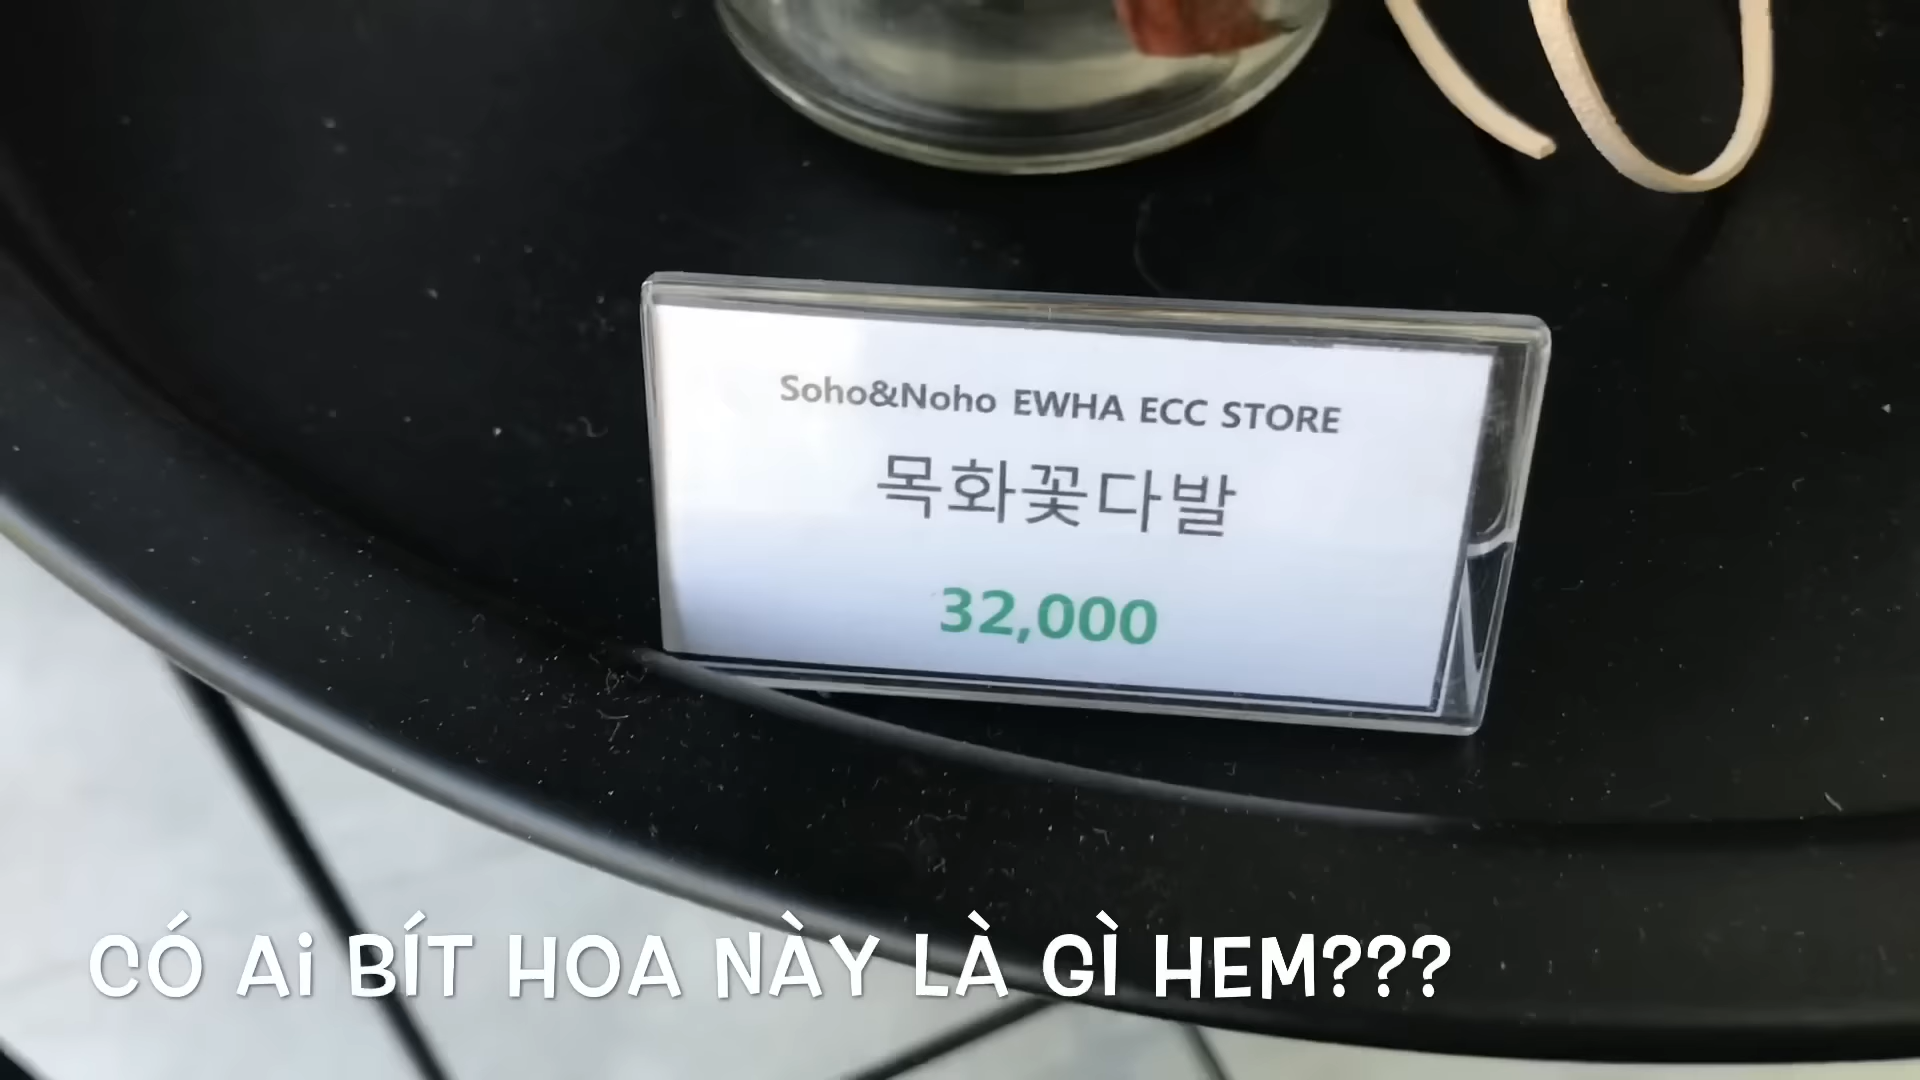 Soho&Noho EWHA ECC STORE
목화꽃다발
32,000
CÓ Ai BÍT HOA NÀY LÀ GÌ HEM???